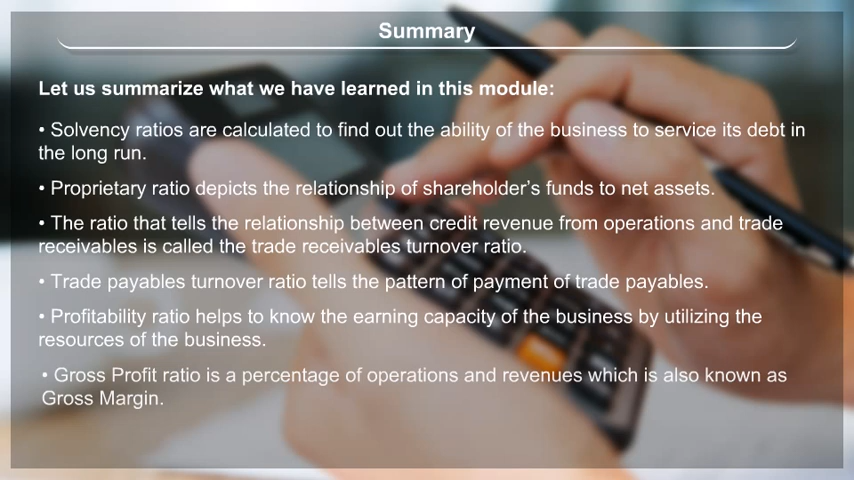 Summary
Let us summarize what we have learned in this module:
• Solvency ratios are calculated to find out the ability of the business to service its debt in
the long run.
• Proprietary ratio depicts the relationship of shareholder’s funds to net assets.
• The ratio that tells the relationship between credit revenue from operations and trade
receivables is called the trade receivables turnover ratio.
• Trade payables turnover ratio tells the pattern of payment of trade payables.
• Profitability ratio helps to know the earning capacity of the business by utilizing the
resources of the business.
• Gross Profit ratio is a percentage of operations and revenues which is also known as
Gross Margin.